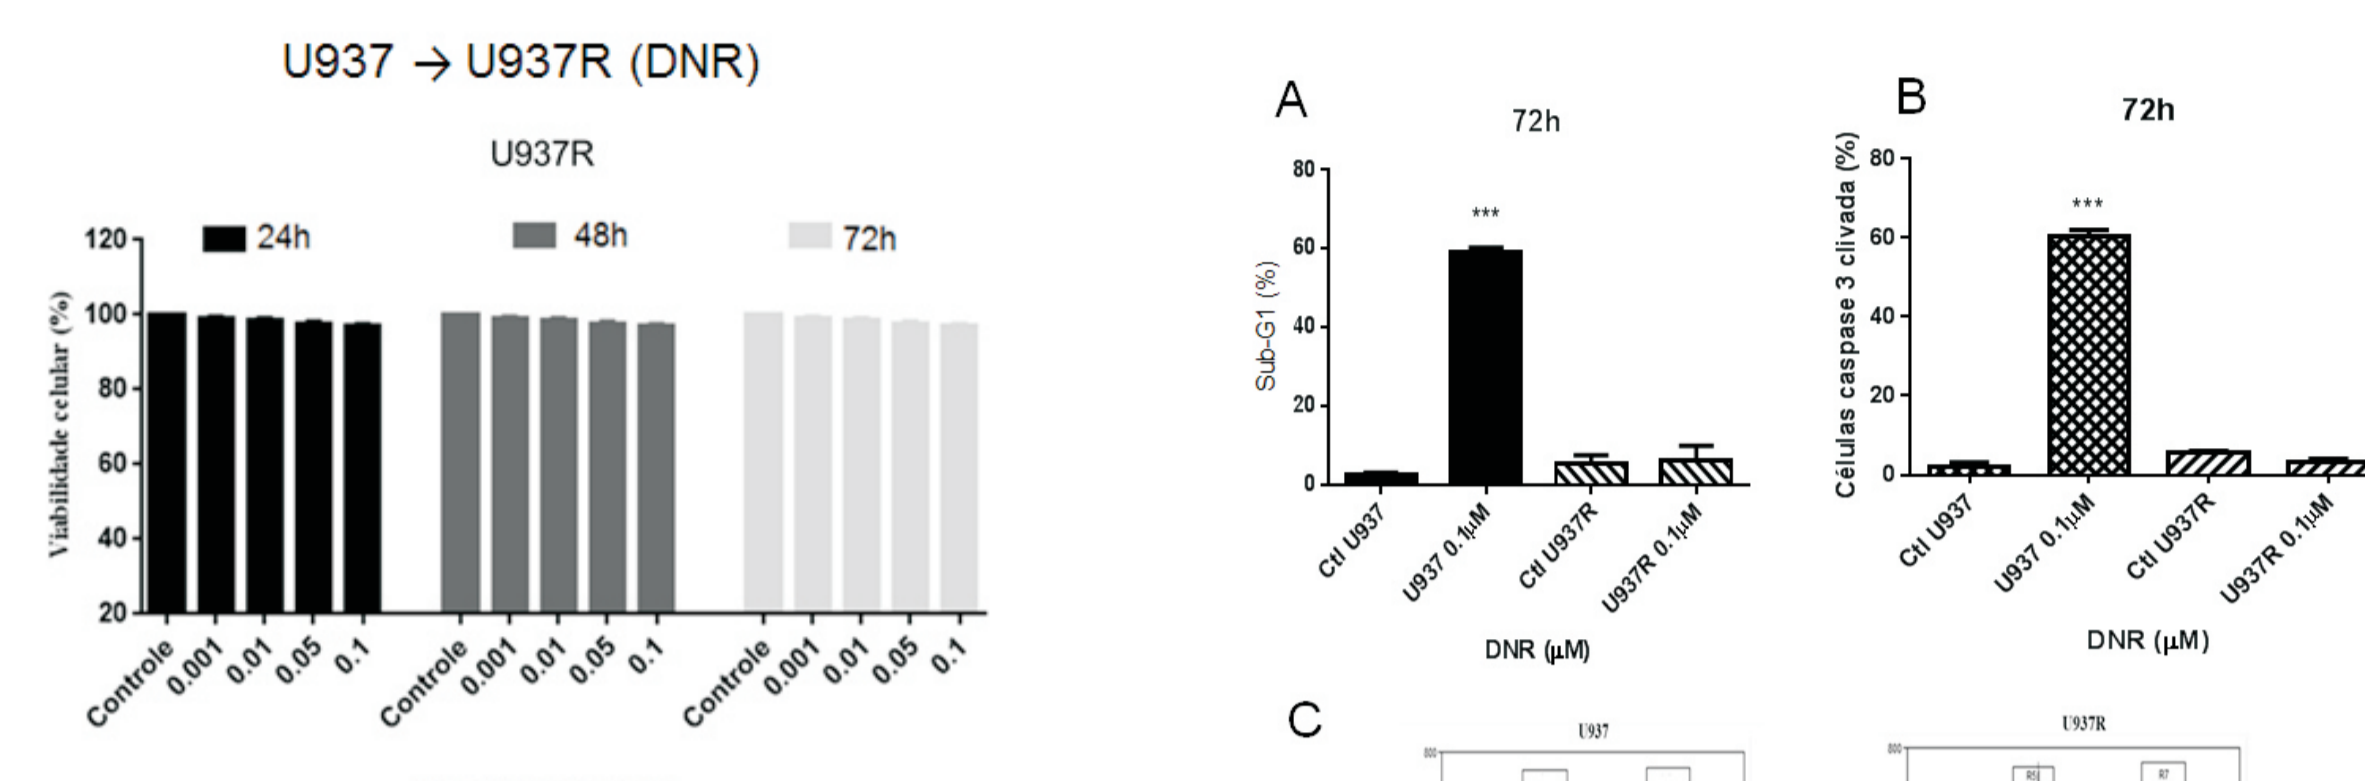 U937 → U937R (DNR)
U937R
24h
48h
72h
Viabilidade celular (%)
120
100
80
60
40
20
Controle
0.001
0.01
0.05
0.1
Controle
0.001
0.01
0.05
0.1
Controle
0.001
0.01
0.05
0.1
A
72h
Sub-G1 (%)
80
60
40
20
0
***
Ctl U937
U937 0.1µM
Ctl U937R
U937R 0.1µM
DNR (µM)
B
72h
Células caspase 3 clivada (%)
80
60
40
20
0
***
Ctl U937
U937 0.1µM
Ctl U937R
U937R 0.1µM
DNR (µM)
C
U937
800
U937R
800
R5
R7